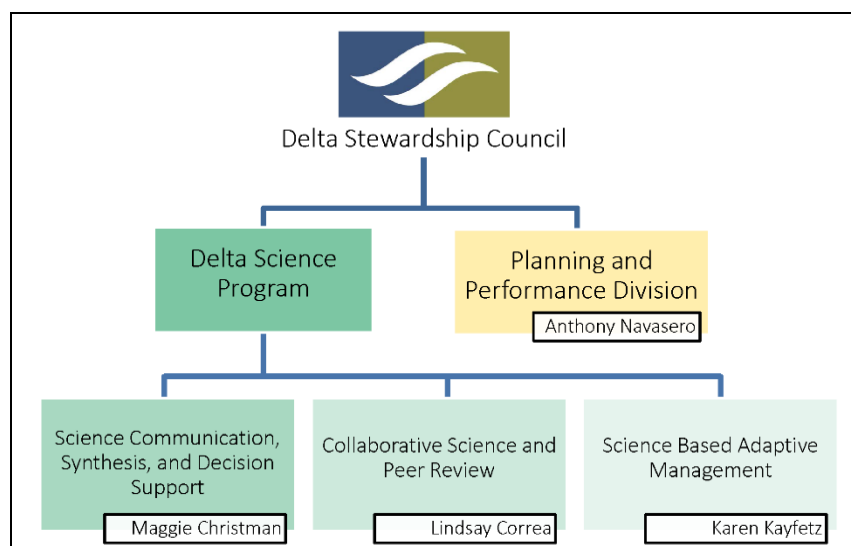 Delta Stewardship Council
Delta Science
Program
Planning and
Performance Division
Anthony Navasero
Science Communication,
Synthesis, and Decision
Support
Maggie Christman
Collaborative Science and
Peer Review
Lindsay Correa
Science Based Adaptive
Management
Karen Kayfetz